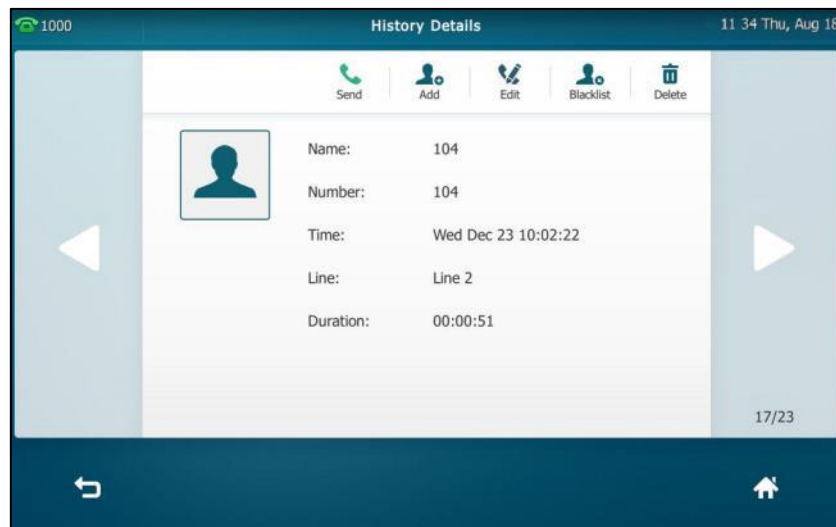 1000 History Details 11 34 Thu, Aug 18
Send Add Edit Blacklist Delete
Name: 104
Number: 104
Time: Wed Dec 23 10:02:22
Line: Line 2
Duration: 00:00:51
17/23